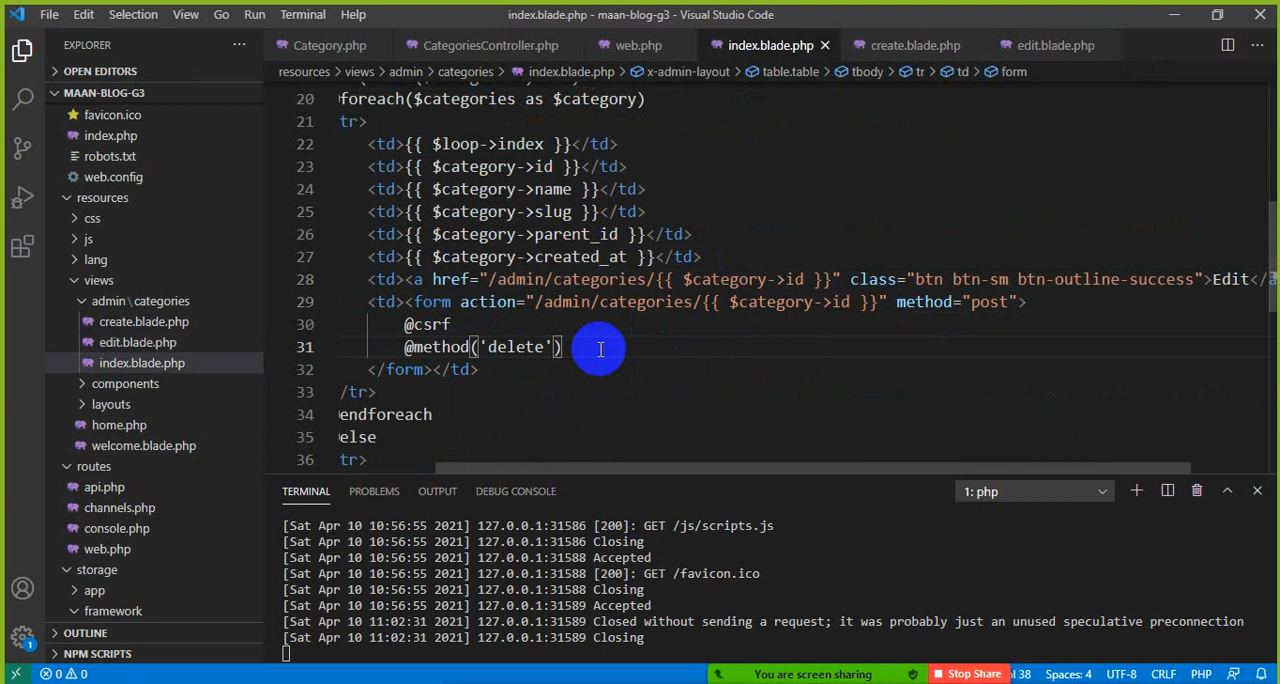 File Edit Selection View Go Run Terminal Help index.blade.php - maan-blog-g3 - Visual Studio Code
EXPLORER
Category.php CategoriesController.php web.php index.blade.php create.blade.php edit.blade.php
OPEN EDITORS
MAAN-BLOG-G3
favicon.ico
index.php
robots.txt
web.config
resources
css
js
lang
views
admin\categories
create.blade.php
edit.blade.php
index.blade.php
components
layouts
home.php
welcome.blade.php
routes
api.php
channels.php
console.php
web.php
storage
app
framework
OUTLINE
NPM SCRIPTS
resources > views > admin > categories > index.blade.php > x-admin-layout > table.table > tbody > tr > td > form
20 foreach($categories as $category)
21 tr>
22 <td>{{ $loop->index }}</td>
23 <td>{{ $category->id }}</td>
24 <td>{{ $category->name }}</td>
25 <td>{{ $category->slug }}</td>
26 <td>{{ $category->parent_id }}</td>
27 <td>{{ $category->created_at }}</td>
28 <td><a href="/admin/categories/{{ $category->id }}" class="btn btn-sm btn-outline-success">Edit</a
29 <td><form action="/admin/categories/{{ $category->id }}" method="post">
30 @csrf
31 @method('delete')
32 </form></td>
33 /tr>
34 endforeach
35 else
36 tr>
TERMINAL PROBLEMS OUTPUT DEBUG CONSOLE 1: php
[Sat Apr 10 10:56:55 2021] 127.0.0.1:31586 [200]: GET /js/scripts.js
[Sat Apr 10 10:56:55 2021] 127.0.0.1:31586 Closing
[Sat Apr 10 10:56:55 2021] 127.0.0.1:31588 Accepted
[Sat Apr 10 10:56:55 2021] 127.0.0.1:31588 [200]: GET /favicon.ico
[Sat Apr 10 10:56:55 2021] 127.0.0.1:31588 Closing
[Sat Apr 10 10:56:55 2021] 127.0.0.1:31589 Accepted
[Sat Apr 10 11:02:31 2021] 127.0.0.1:31589 Closed without sending a request; it was probably just an unused speculative preconnection
[Sat Apr 10 11:02:31 2021] 127.0.0.1:31589 Closing
1
0 0 You are screen sharing Stop Share ol 38 Spaces: 4 UTF-8 CRLF PHP